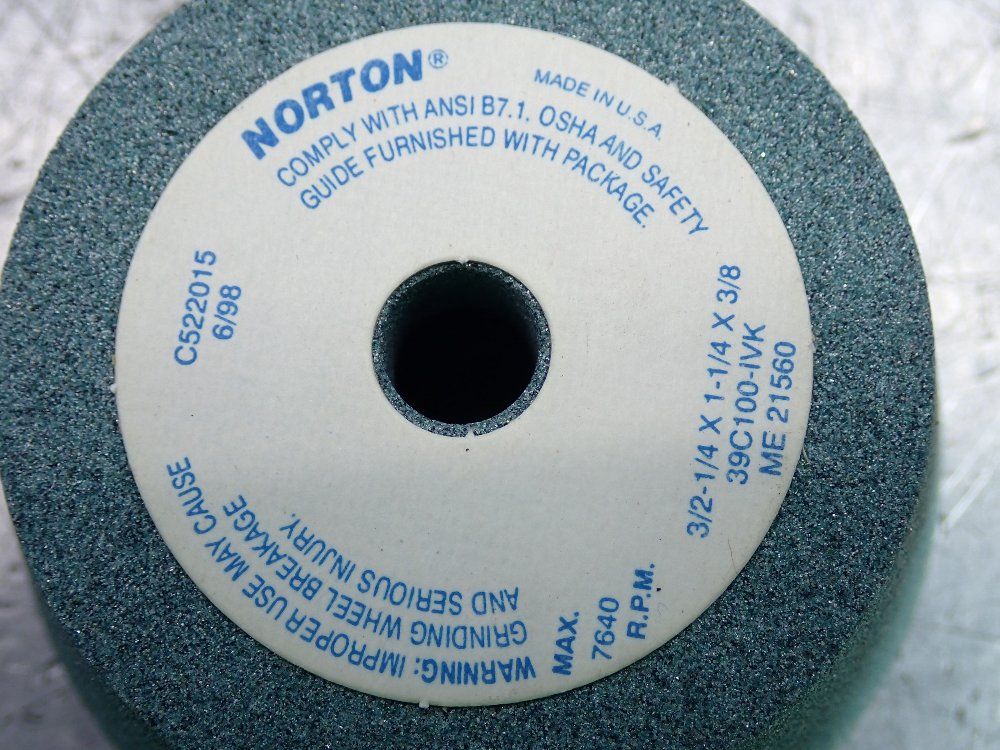 NORTON®
MADE IN U.S.A.
COMPLY WITH ANSI B7.1. OSHA AND SAFETY
GUIDE FURNISHED WITH PACKAGE.
C522015
6/98
3/2-1/4 X 1-1/4 X 3/8
39C100-IVK
ME 21560
MAX.
7640
R.P.M.
WARNING: IMPROPER USE MAY CAUSE
GRINDING WHEEL BREAKAGE
AND SERIOUS INJURY.